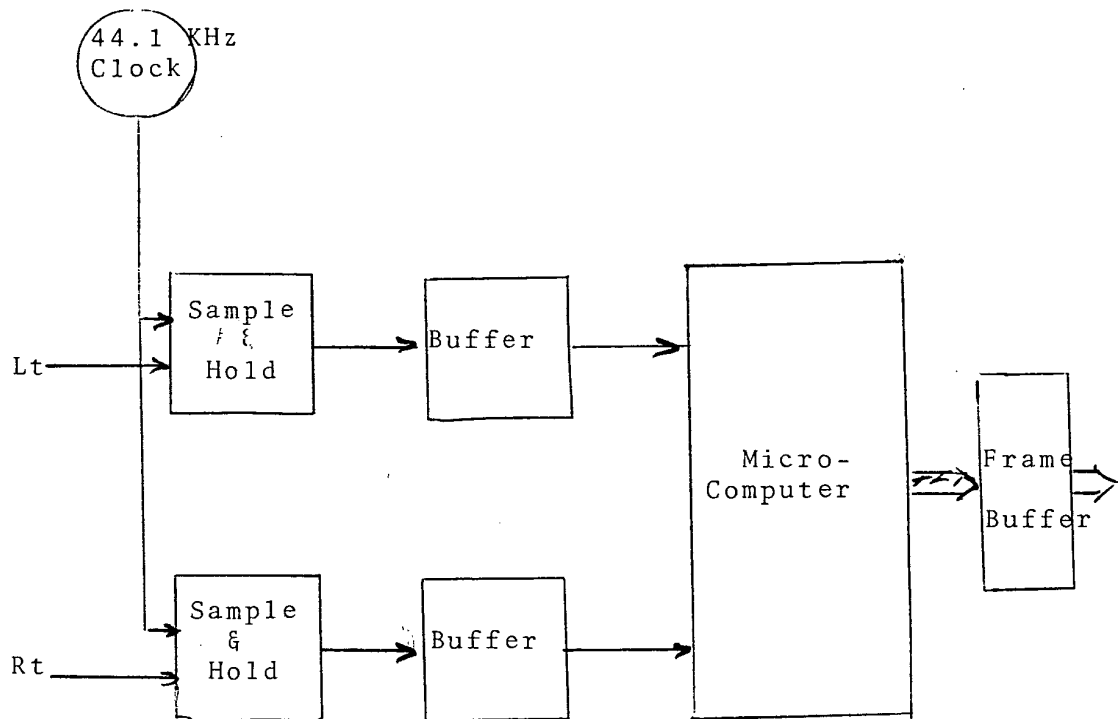 44.1 KHz
Clock
Sample
&
Hold
Lt
Buffer
Micro-
Computer
Frame
Buffer
Sample
&
Hold
Rt
Buffer